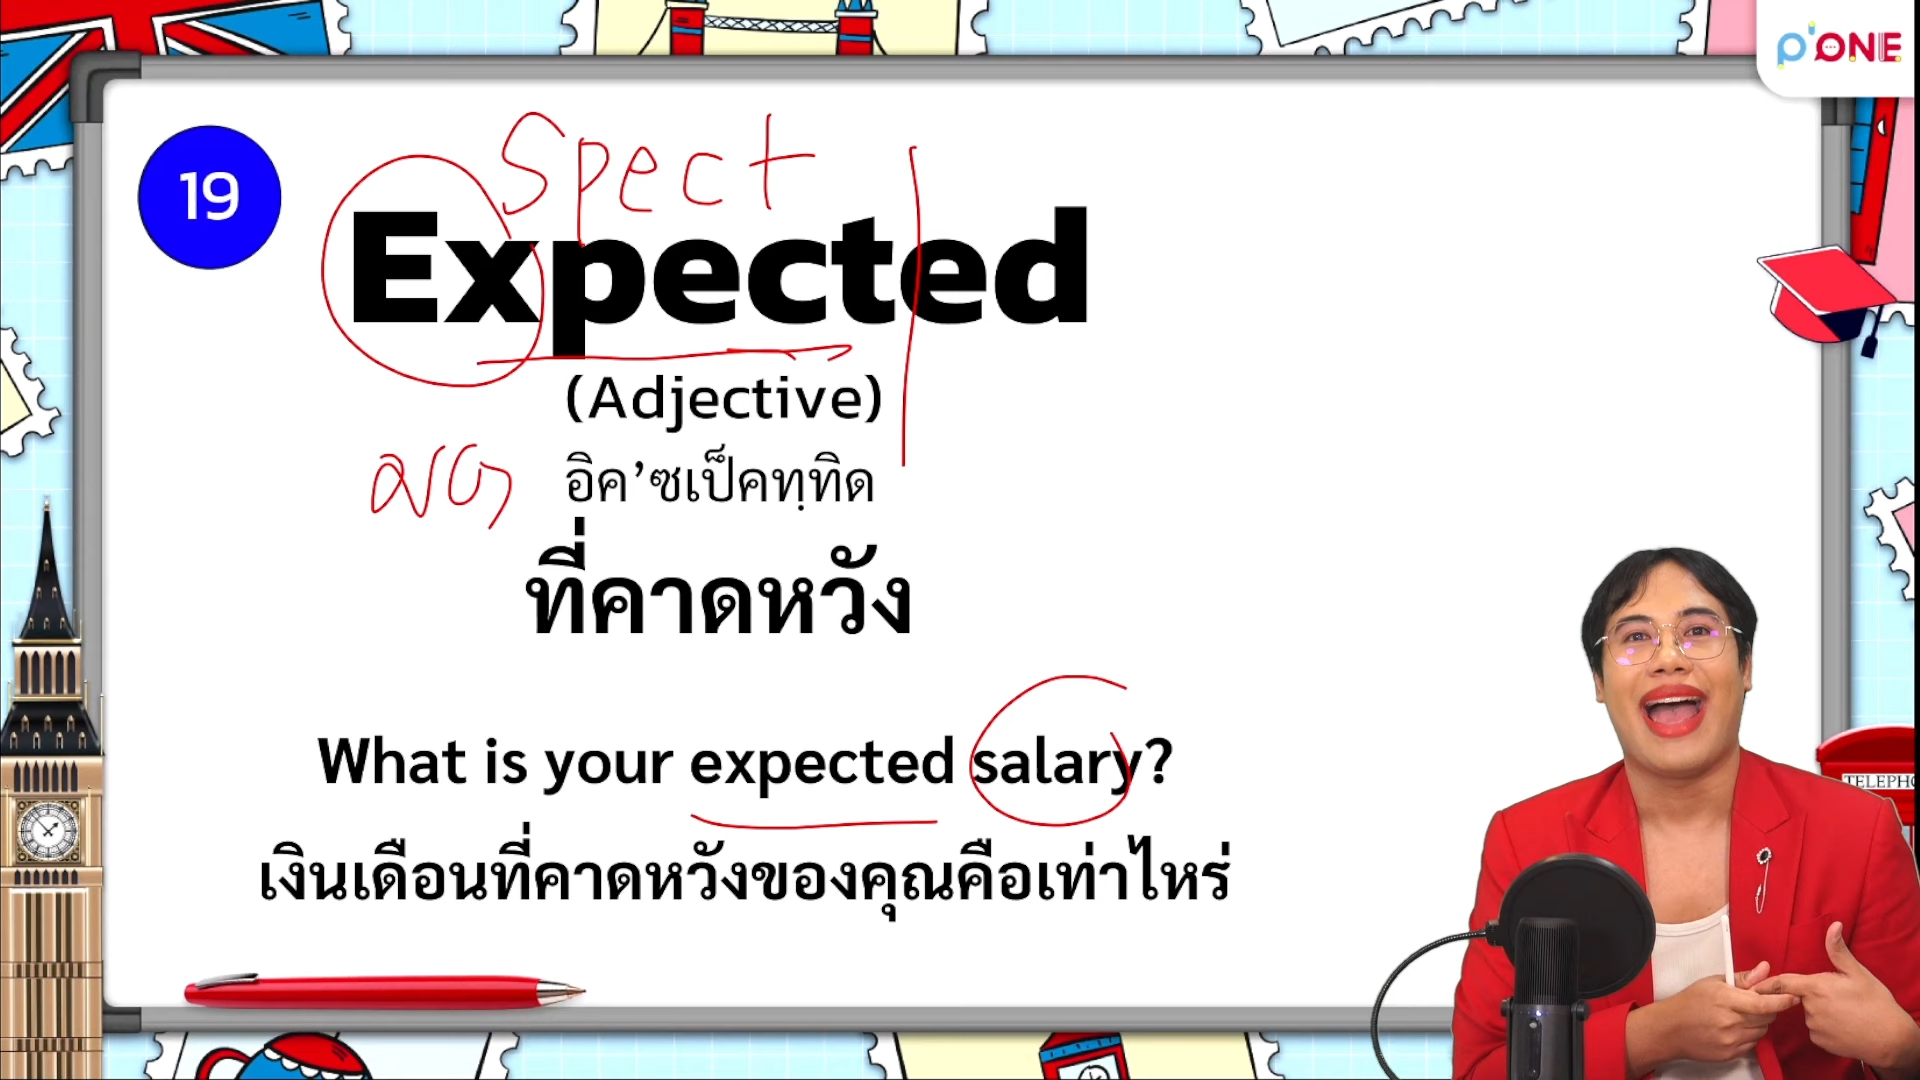 P'ONE
19
Spect
Expected
(Adjective)
อิค’ซเป็คทฺทิด
ที่คาดหวัง
What is your expected salary?
เงินเดือนที่คาดหวังของคุณคือเท่าไหร่